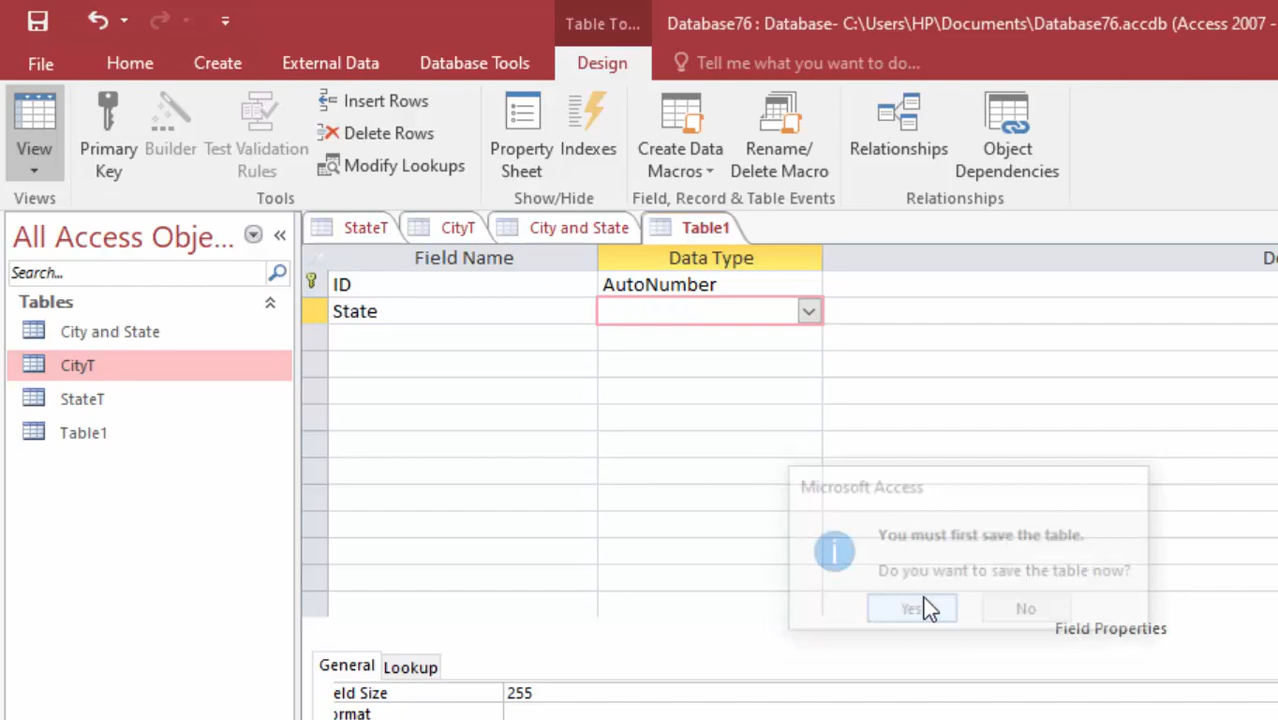 Table To...
Database76 : Database- C:\Users\HP\Documents\Database76.accdb (Access 2007 -
File
Home
Create
External Data
Database Tools
Design
Tell me what you want to do...
View
Primary
Key
Builder
Test Validation
Rules
Insert Rows
Delete Rows
Modify Lookups
Property
Sheet
Indexes
Create Data
Macros
Rename/
Delete Macro
Relationships
Object
Dependencies
Views
Tools
Show/Hide
Field, Record & Table Events
Relationships
All Access Obje...
«
Search...
Tables
City and State
CityT
StateT
Table1
StateT
CityT
City and State
Table1
Field Name
Data Type
De
ID
AutoNumber
State
Microsoft Access
You must first save the table.
Do you want to save the table now?
Yes
No
Field Properties
General
Lookup
eld Size
255
ormat